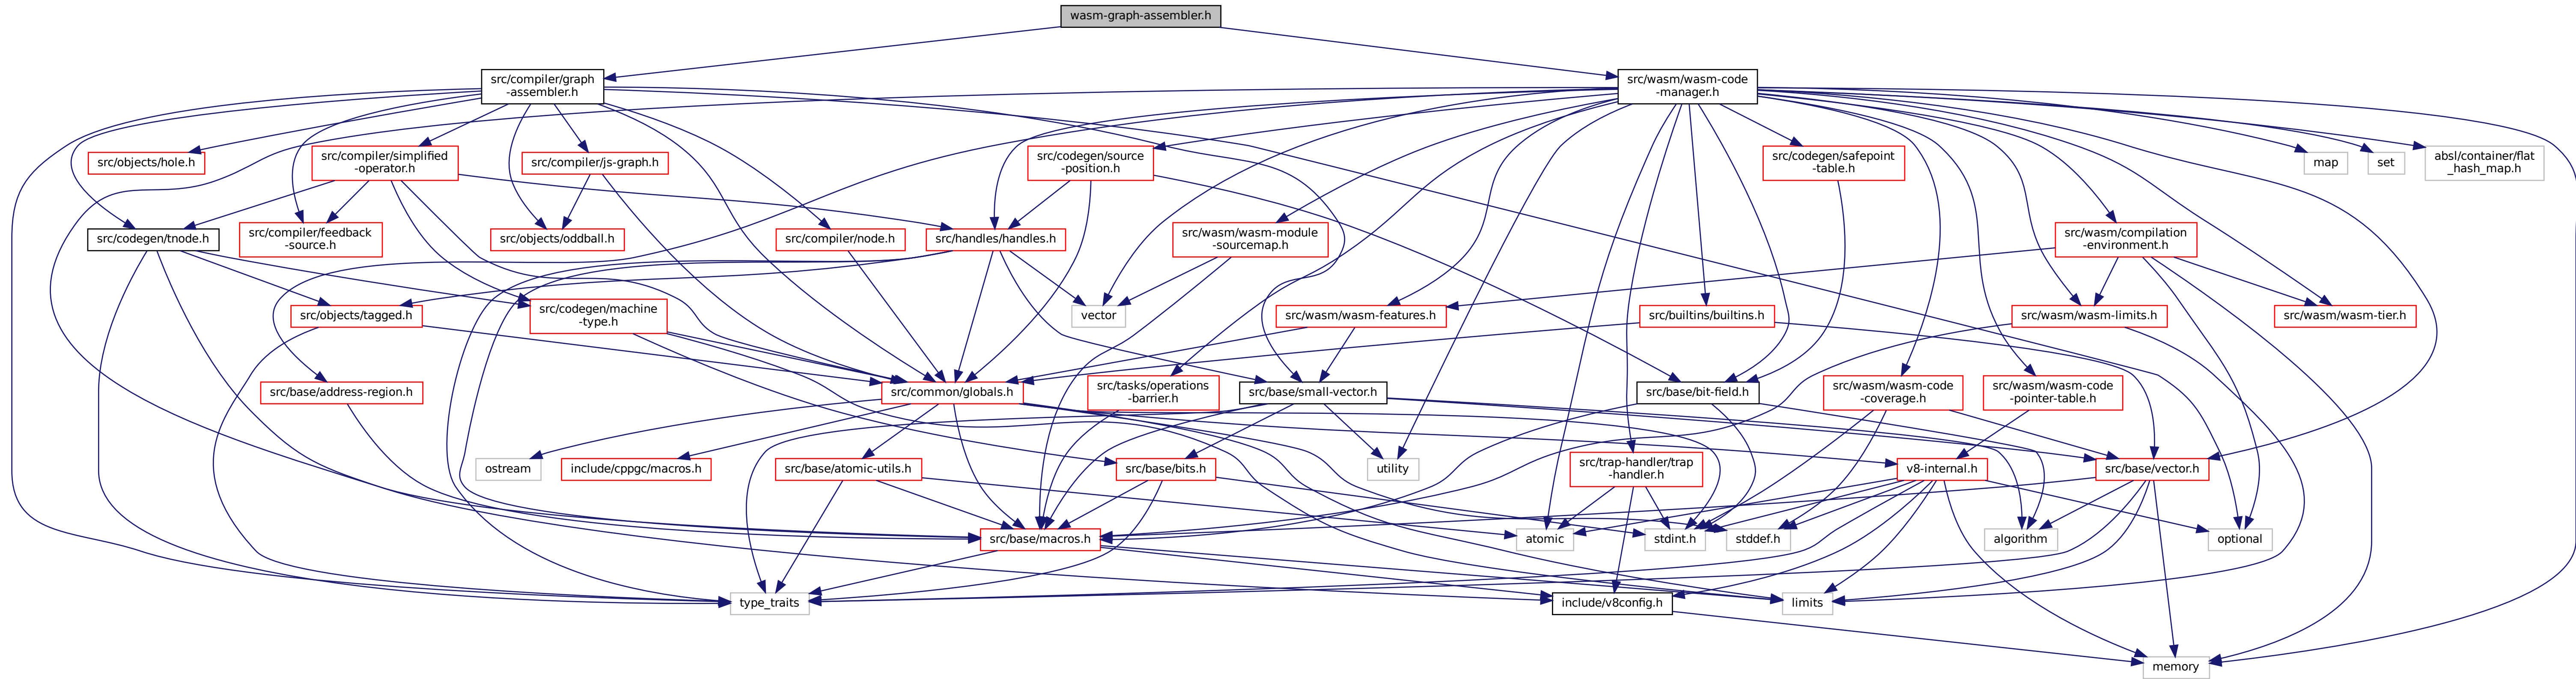 wasm-graph-assembler.h
src/compiler/graph
-assembler.h
src/wasm/wasm-code
-manager.h
src/objects/hole.h
src/compiler/simplified
-operator.h
src/compiler/js-graph.h
src/codegen/source
-position.h
src/codegen/safepoint
-table.h
map
set
absl/container/flat
_hash_map.h
src/codegen/tnode.h
src/compiler/feedback
-source.h
src/objects/oddball.h
src/compiler/node.h
src/handles/handles.h
src/wasm/wasm-module
-sourcemap.h
src/wasm/compilation
-environment.h
src/objects/tagged.h
src/codegen/machine
-type.h
vector
src/wasm/wasm-features.h
src/builtins/builtins.h
src/wasm/wasm-limits.h
src/wasm/wasm-tier.h
src/base/address-region.h
src/common/globals.h
src/tasks/operations
-barrier.h
src/base/small-vector.h
src/base/bit-field.h
src/wasm/wasm-code
-coverage.h
src/wasm/wasm-code
-pointer-table.h
ostream
include/cppgc/macros.h
src/base/atomic-utils.h
src/base/bits.h
utility
src/trap-handler/trap
-handler.h
v8-internal.h
src/base/vector.h
src/base/macros.h
atomic
stdint.h
stddef.h
algorithm
optional
type_traits
include/v8config.h
limits
memory